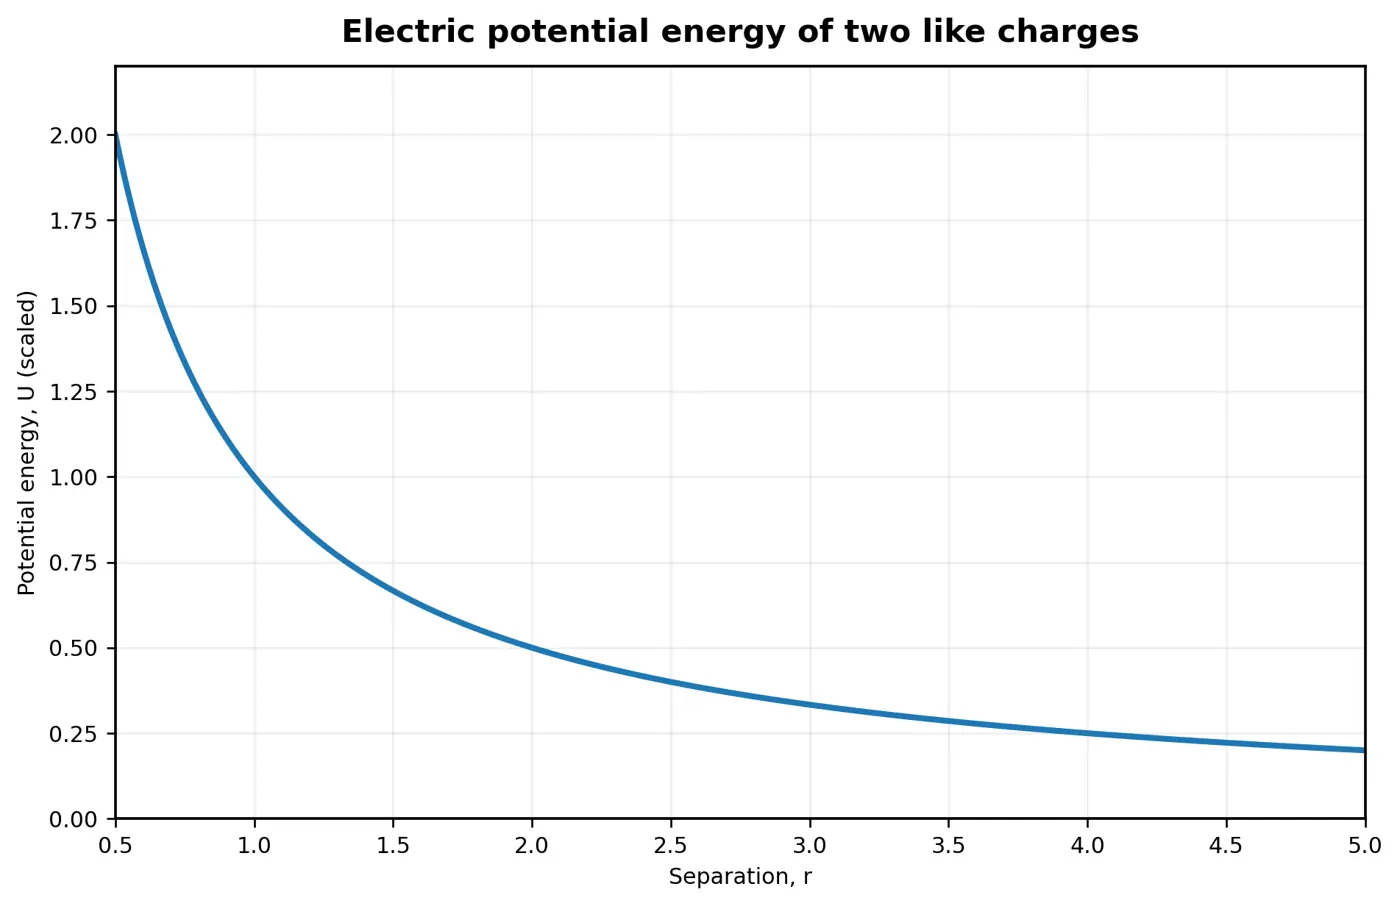 Electric potential energy of two like charges
Potential energy, U (scaled)
2.00
1.75
1.50
1.25
1.00
0.75
0.50
0.25
0.00
0.5 1.0 1.5 2.0 2.5 3.0 3.5 4.0 4.5 5.0
Separation, r